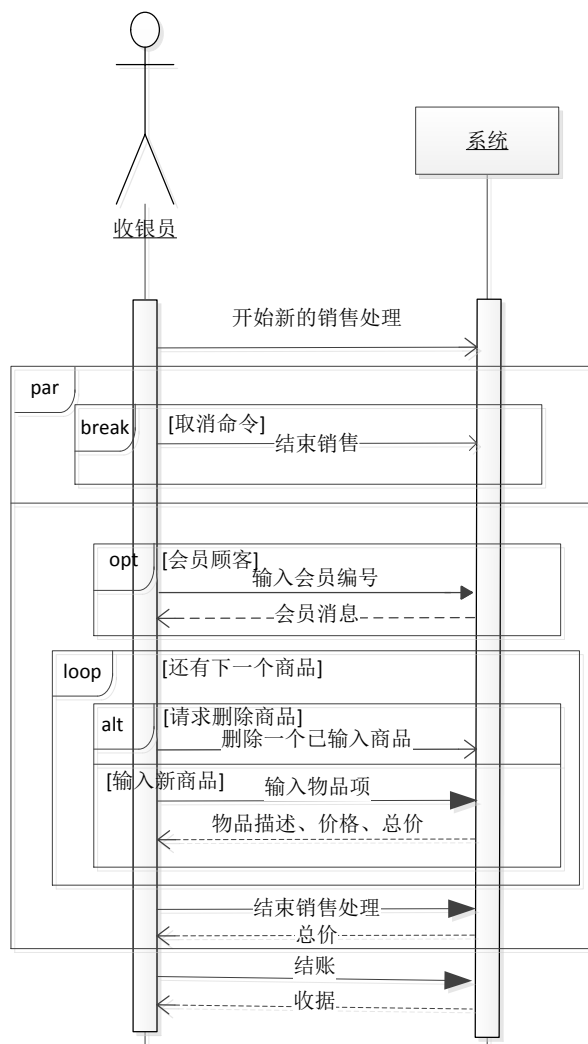 系统
收银员
开始新的销售处理
par
break
[取消命令]
结束销售
opt
[会员顾客]
输入会员编号
会员消息
loop
[还有下一个商品]
alt
[请求删除商品]
删除一个已输入商品
[输入新商品]
输入物品项
物品描述、价格、总价
结束销售处理
总价
结账
收据